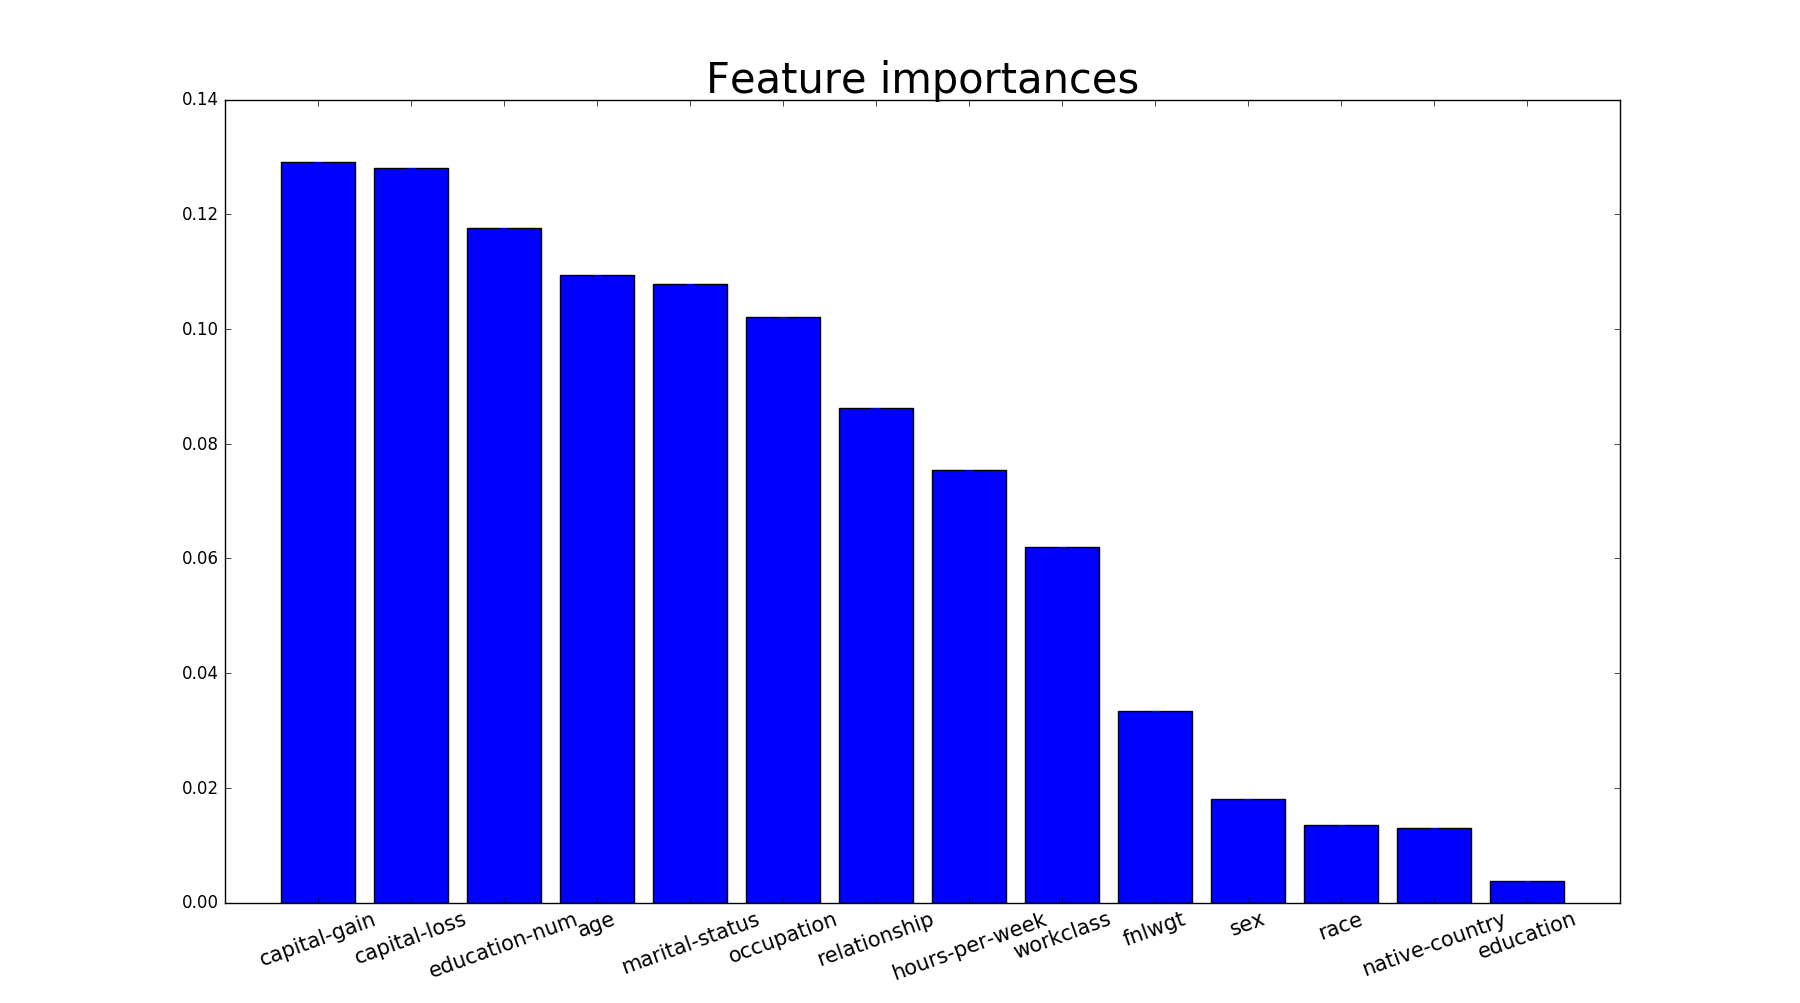 Feature importances
0.14
0.12
0.10
0.08
0.06
0.04
0.02
0.00
capital-gain
capital-loss
education-num
age
marital-status
occupation
relationship
hours-per-week
workclass
fnlwgt
sex
race
native-country
education